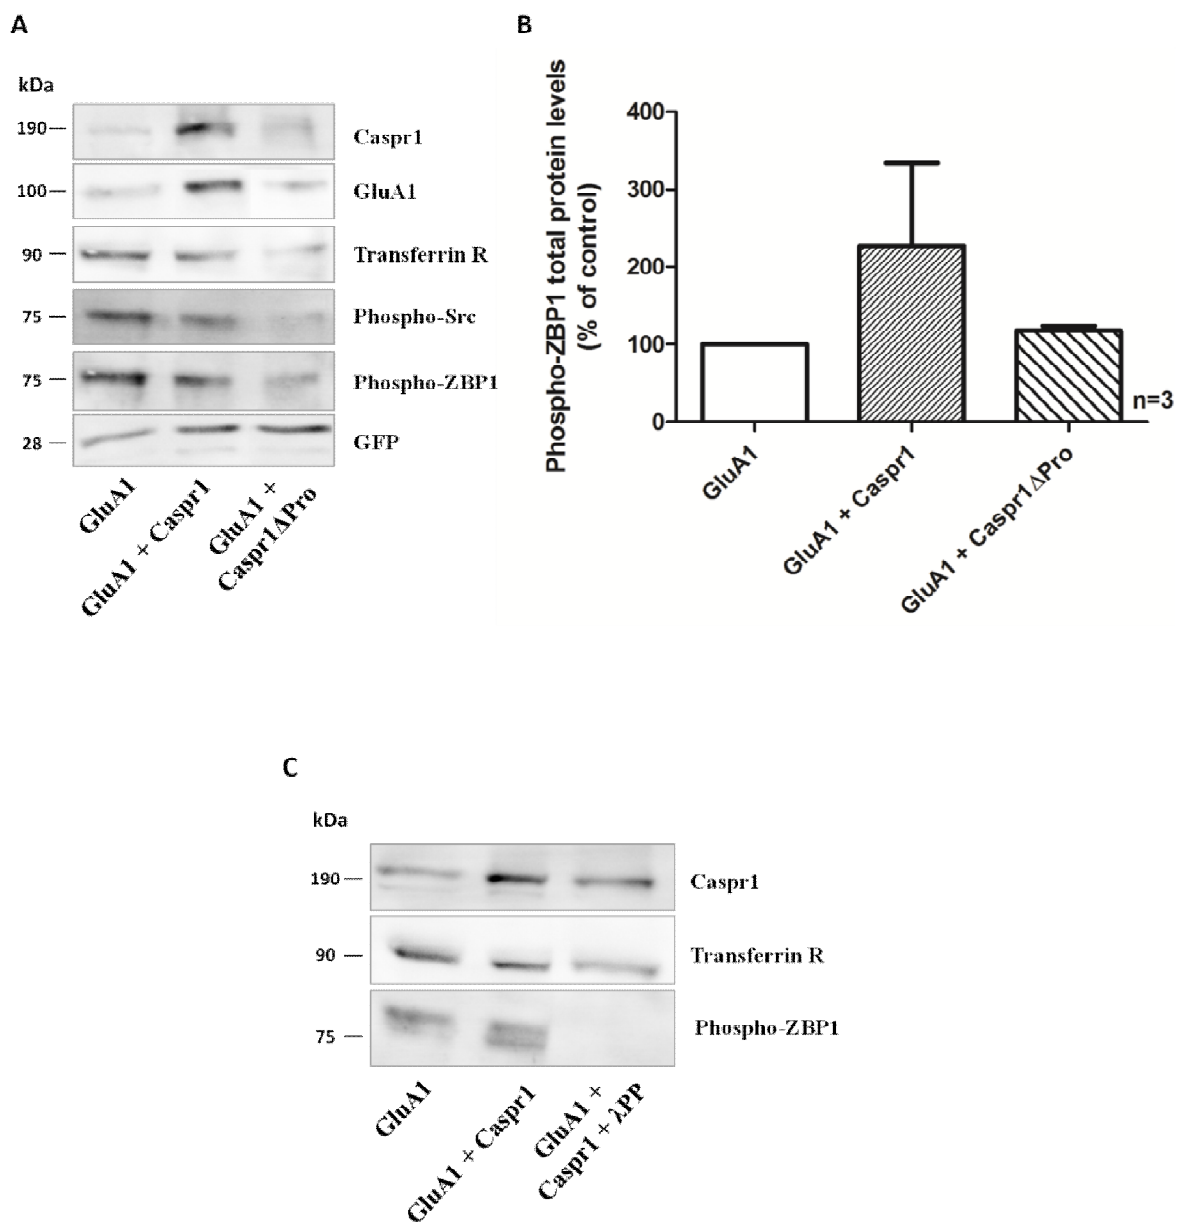 A
kDa
190
Caspr1
100
GluA1
90
Transferrin R
75
Phospho-Src
75
Phospho-ZBP1
28
GFP
GluA1
GluA1 + Caspr1
GluA1 +
Caspr1ΔPro
B
Phospho-ZBP1 total protein levels
(% of control)
400
300
200
100
0
n=3
GluA1
GluA1 + Caspr1
GluA1 + Caspr1ΔPro
C
kDa
190
Caspr1
90
Transferrin R
75
Phospho-ZBP1
GluA1
GluA1 + Caspr1
GluA1 +
Caspr1 + λPP